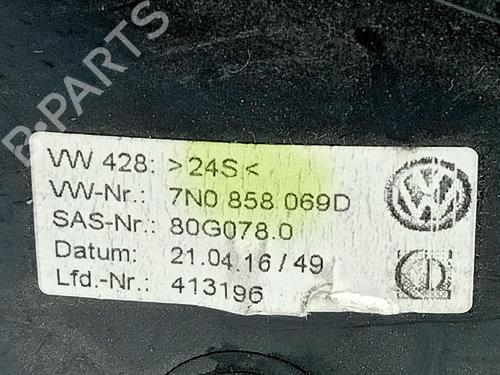 B-PARTS
VW 428: >24S<
VW-Nr.: 7N0 858 069D
SAS-Nr.: 80G078.0
Datum: 21.04.16 / 49
Lfd.-Nr.: 413196